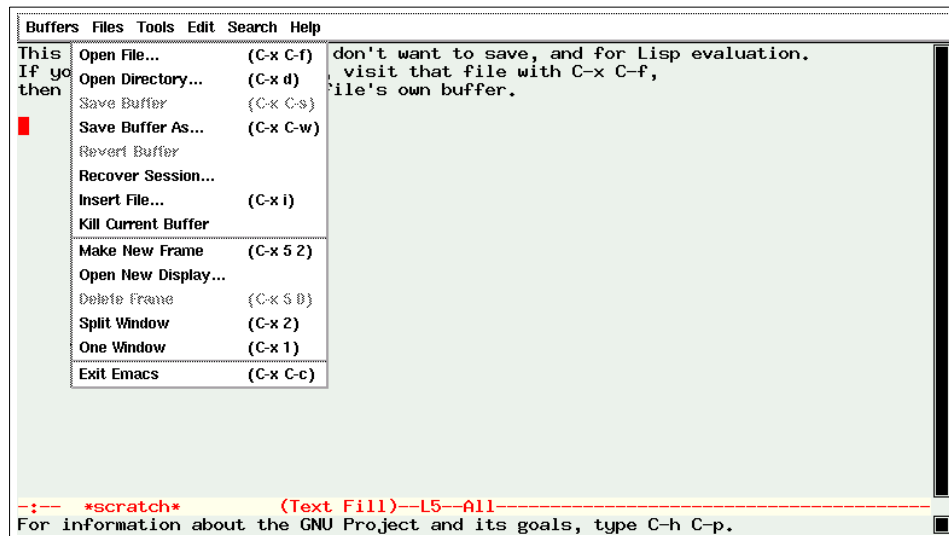 Buffers Files Tools Edit Search Help
This don't want to save, and for Lisp evaluation.
If yo , visit that file with C-x C-f,
then file's own buffer.
Open File... (C-x C-f)
Open Directory... (C-x d)
Save Buffer (C-x C-s)
Save Buffer As... (C-x C-w)
Revert Buffer
Recover Session...
Insert File... (C-x i)
Kill Current Buffer
Make New Frame (C-x 5 2)
Open New Display...
Delete Frame (C-x 5 0)
Split Window (C-x 2)
One Window (C-x 1)
Exit Emacs (C-x C-c)
-:-- *scratch* (Text Fill)--L5--All----------------------------------------------
For information about the GNU Project and its goals, type C-h C-p.